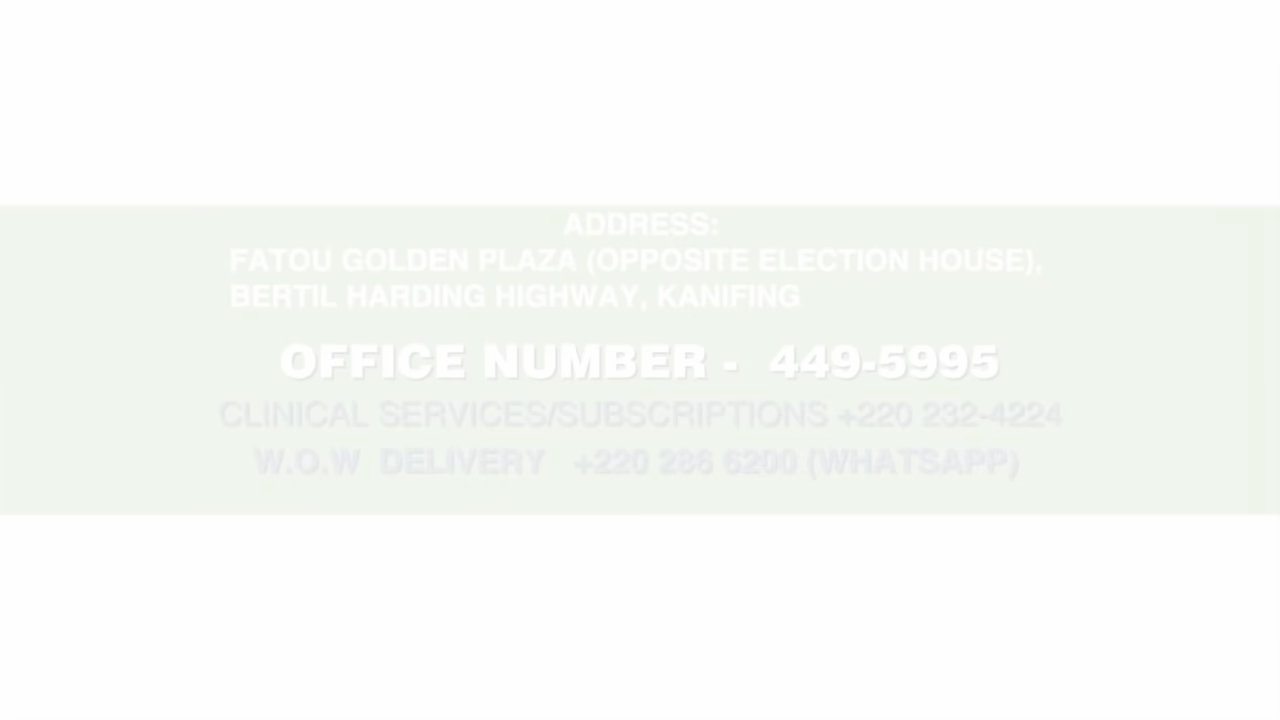 ADDRESS:
FATOU GOLDEN PLAZA (OPPOSITE ELECTION HOUSE),
BERTIL HARDING HIGHWAY, KANIFING
OFFICE NUMBER - 449-5995
CLINICAL SERVICES/SUBSCRIPTIONS +220 232-4224
W.O.W DELIVERY +220 286 6200 (WHATSAPP)